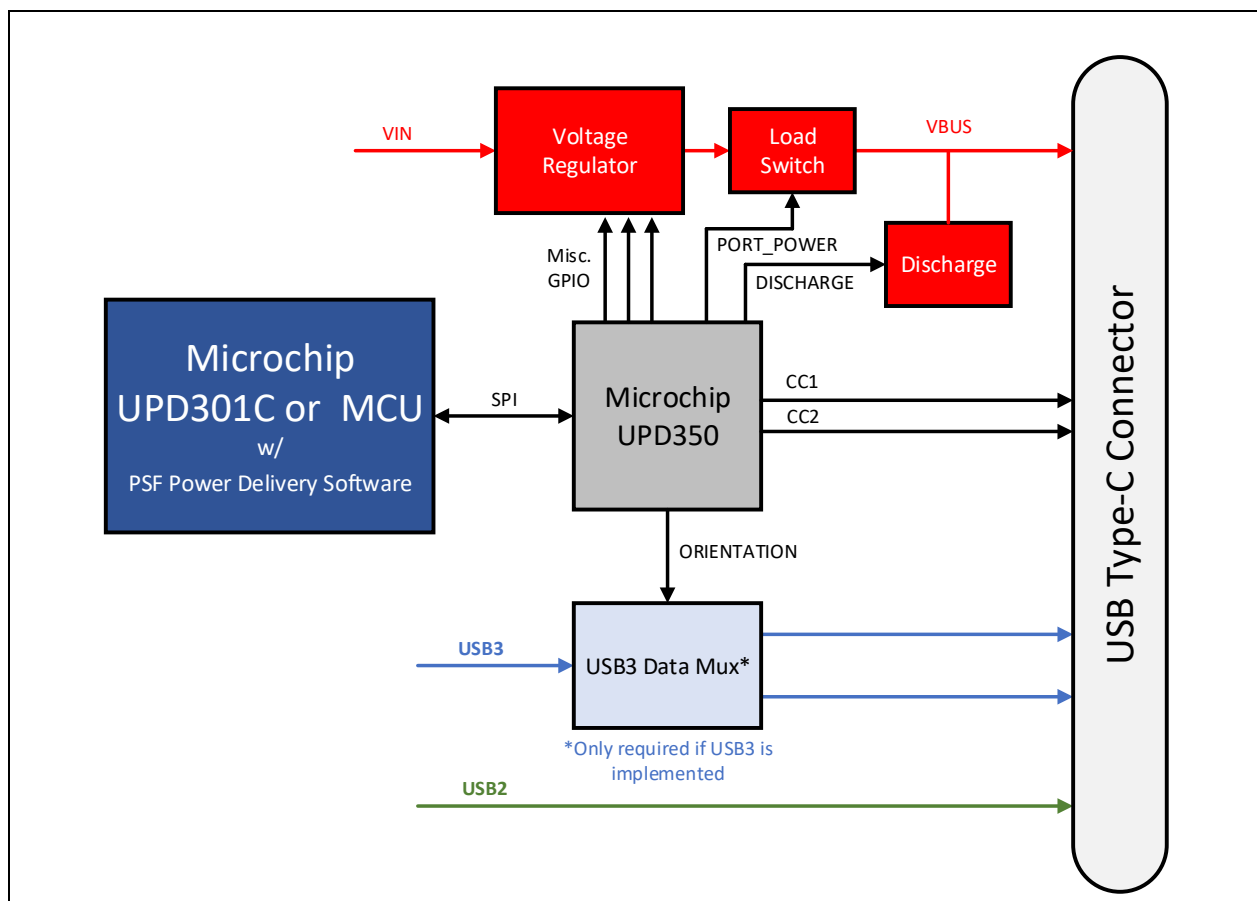 VIN
Voltage
Regulator
Load
Switch
VBUS
Misc.
GPIO
PORT_POWER
DISCHARGE
Discharge
Microchip
UPD301C or MCU
w/
PSF Power Delivery Software
SPI
Microchip
UPD350
CC1
CC2
ORIENTATION
USB3
USB3 Data Mux*
*Only required if USB3 is
implemented
USB2
USB Type-C Connector